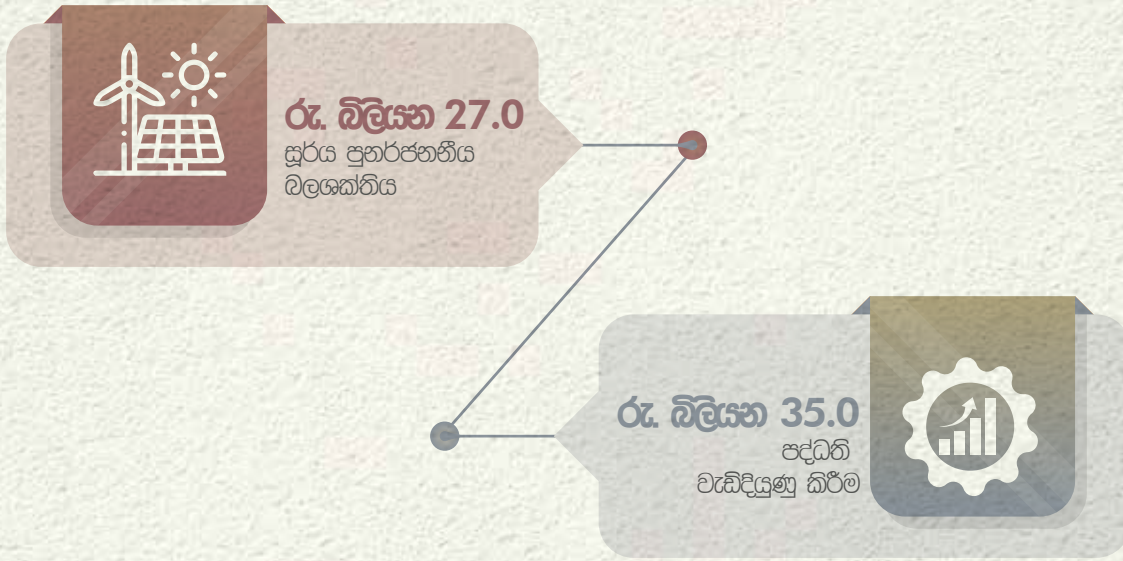 රු. බිලියන 27.0
සූර්ය පුනර්ජනනීය
බලශක්තිය
රු. බිලියන 35.0
පද්ධති
වැඩිදියුණු කිරීම